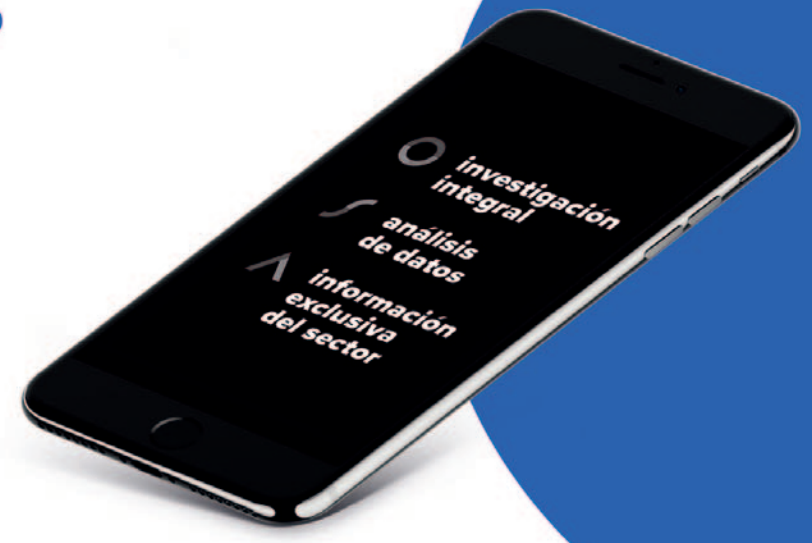 O
investigación
integral
S
análisis
de datos
Λ
información
exclusiva
del sector